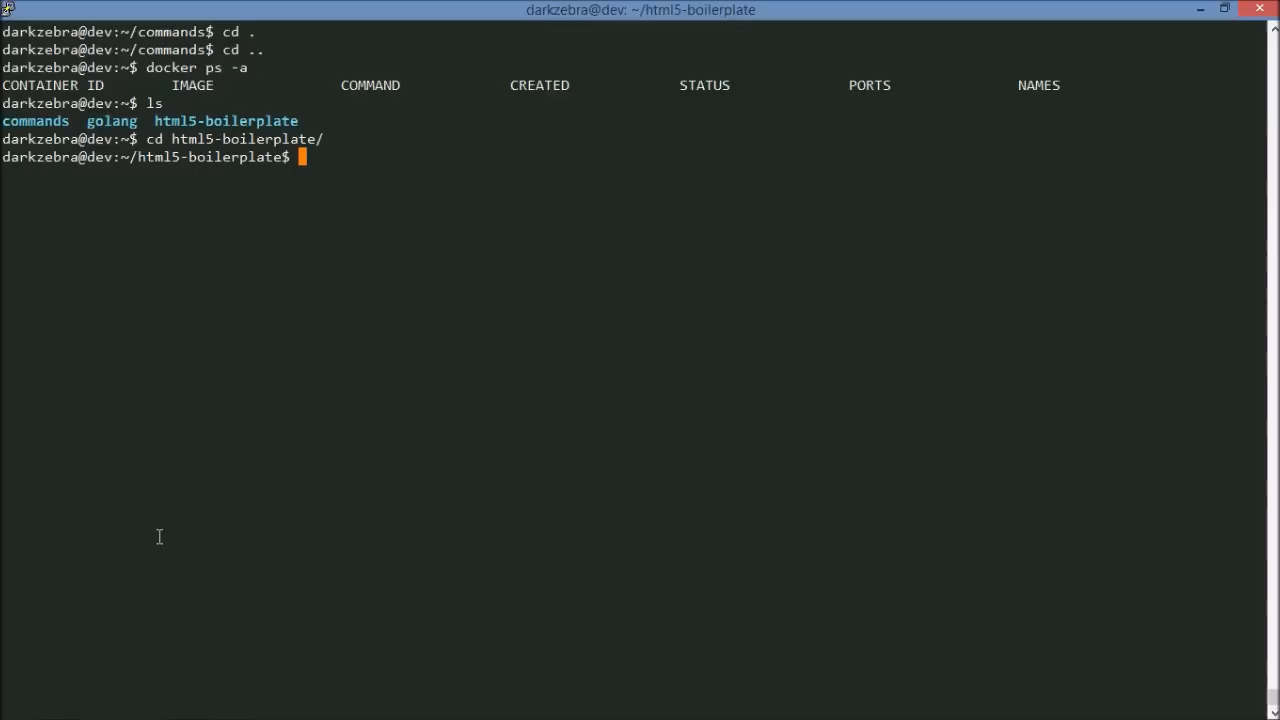 darkzebra@dev: ~/html5-boilerplate
darkzebra@dev:~/commands$ cd .
darkzebra@dev:~/commands$ cd ..
darkzebra@dev:~$ docker ps -a
CONTAINER ID        IMAGE               COMMAND             CREATED             STATUS              PORTS               NAMES
darkzebra@dev:~$ ls
commands  golang  html5-boilerplate
darkzebra@dev:~$ cd html5-boilerplate/
darkzebra@dev:~/html5-boilerplate$